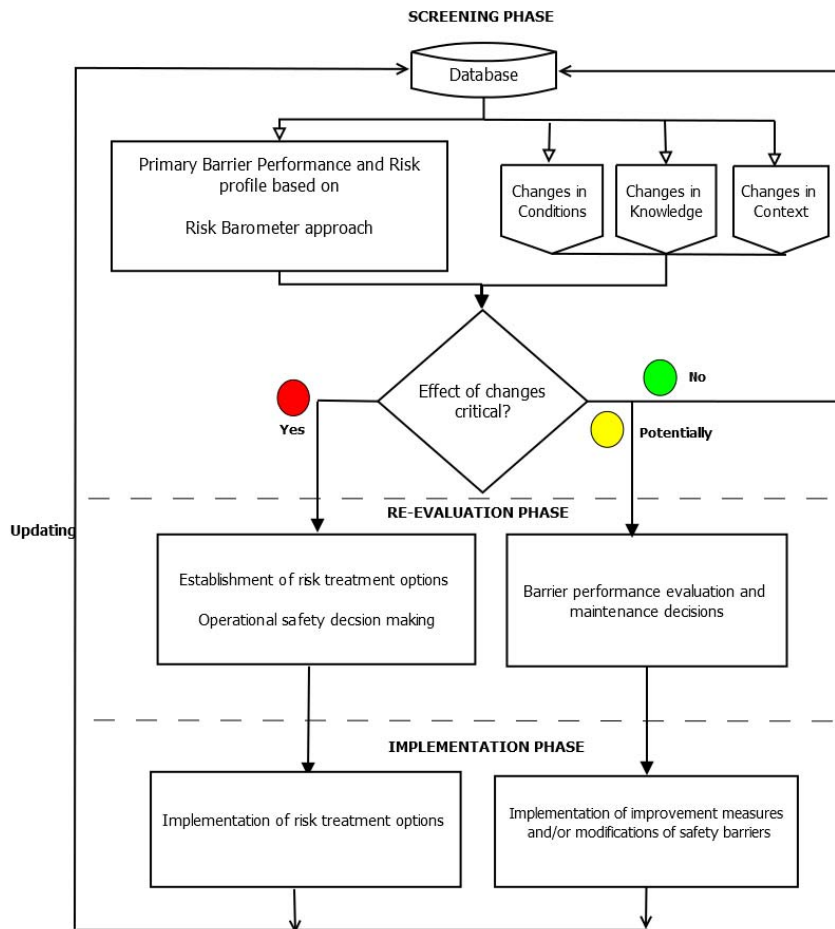 SCREENING PHASE
Database
Primary Barrier Performance and Risk
profile based on
Risk Barometer approach
Changes in
Conditions
Changes in
Knowledge
Changes in
Context
Effect of changes
critical?
Yes
No
Potentially
RE-EVALUATION PHASE
Updating
Establishment of risk treatment options
Operational safety decsion making
Barrier performance evaluation and
maintenance decisions
IMPLEMENTATION PHASE
Implementation of risk treatment options
Implementation of improvement measures
and/or modifications of safety barriers